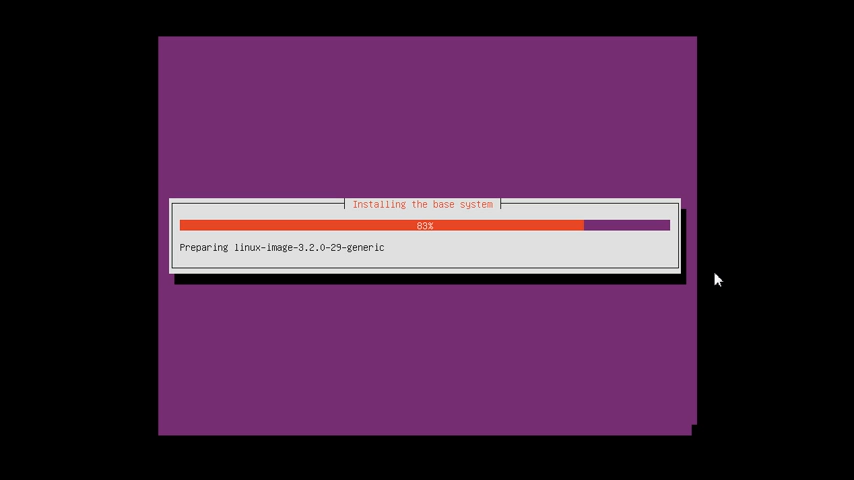 Installing the base system
83%
Preparing linux-image-3.2.0-29-generic